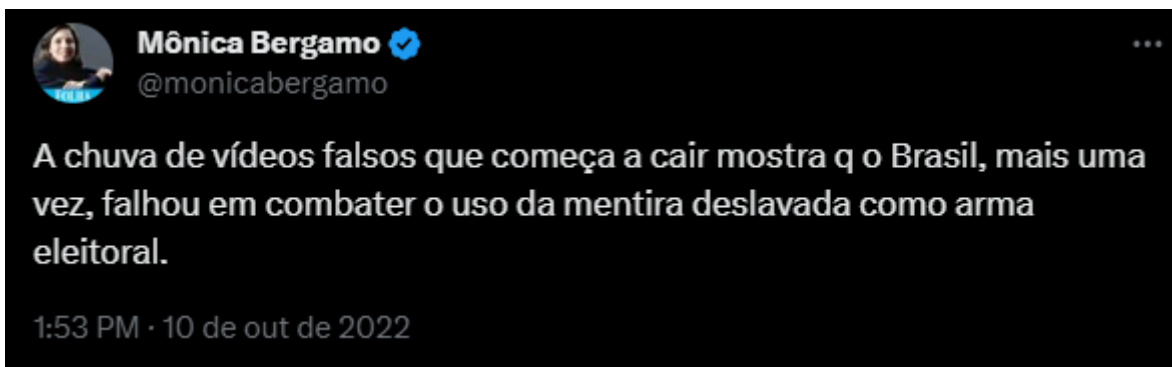 Mônica Bergamo
@monicabergamo
FOLHA
A chuva de vídeos falsos que começa a cair mostra q o Brasil, mais uma
vez, falhou em combater o uso da mentira deslavada como arma
eleitoral.
1:53 PM · 10 de out de 2022